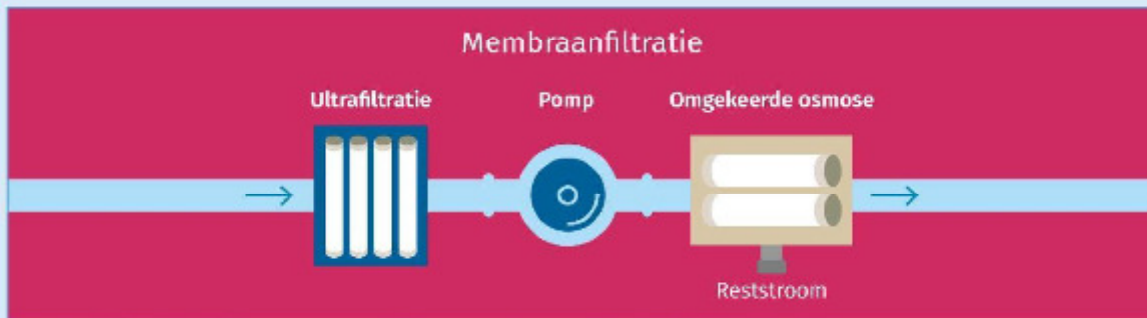 Membraanfiltratie
Ultrafiltratie
Pomp
Omgekeerde osmose
Reststroom